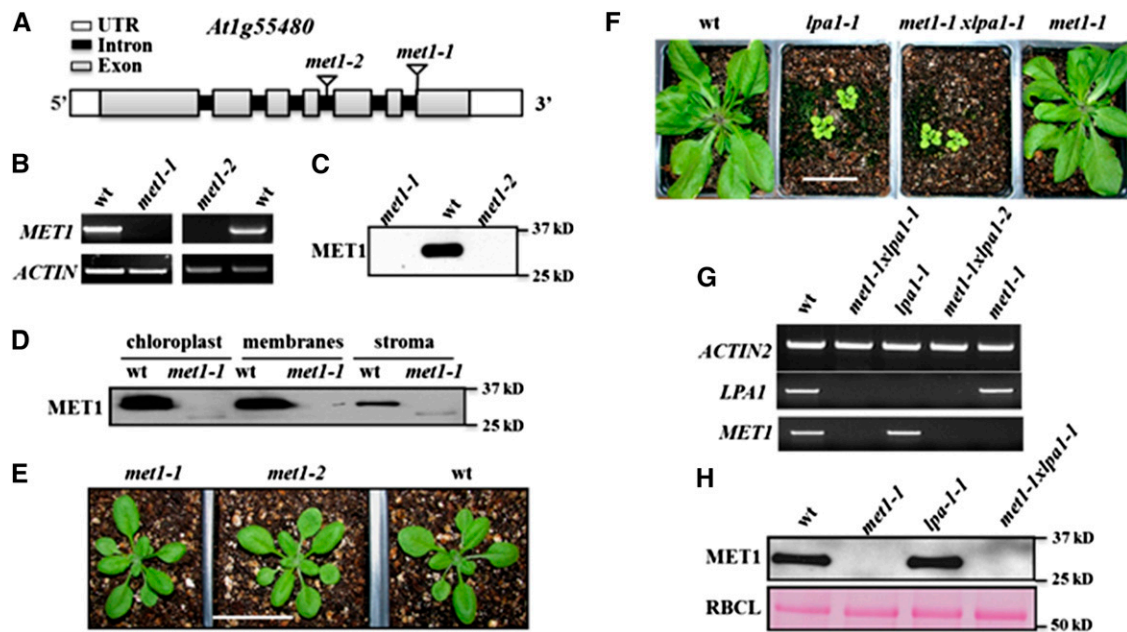 A
UTR
Intron
Exon
At1g55480
met1-2
met1-1
5’
3’
B
wt
met1-1
met1-2
wt
MET1
ACTIN
C
met1-1
wt
met1-2
MET1
37 kD
25 kD
D
chloroplast membranes stroma
wt met1-1 wt met1-1 wt met1-1
MET1
37 kD
25 kD
E
met1-1 met1-2 wt
F
wt lpa1-1 met1-1xlpa1-1 met1-1
G
wt
met1-1xlpa1-1
lpa1-1
met1-1xlpa1-2
met1-1
ACTIN2
LPA1
MET1
H
wt
met1-1
lpa-1-1
met1-1xlpa1-1
MET1
37 kD
25 kD
RBCL
50 kD